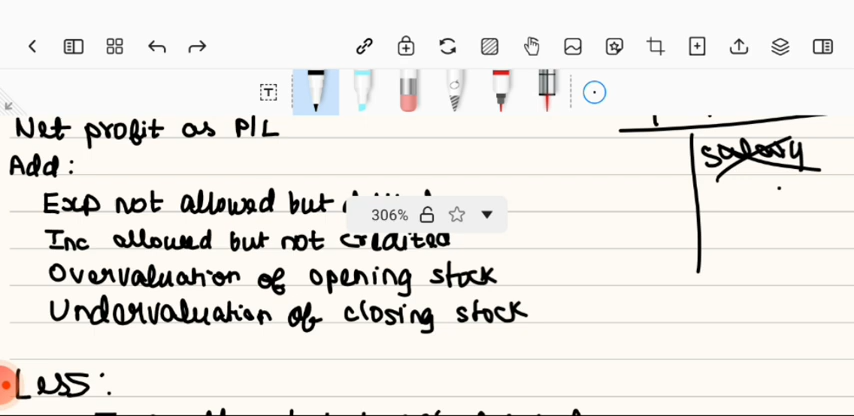 Net profit as P/L
salary
Add :
Exp not allowed but
306%
Inc allowed but not credited
Overvaluation of opening stock
Undervaluation of closing stock
Less :